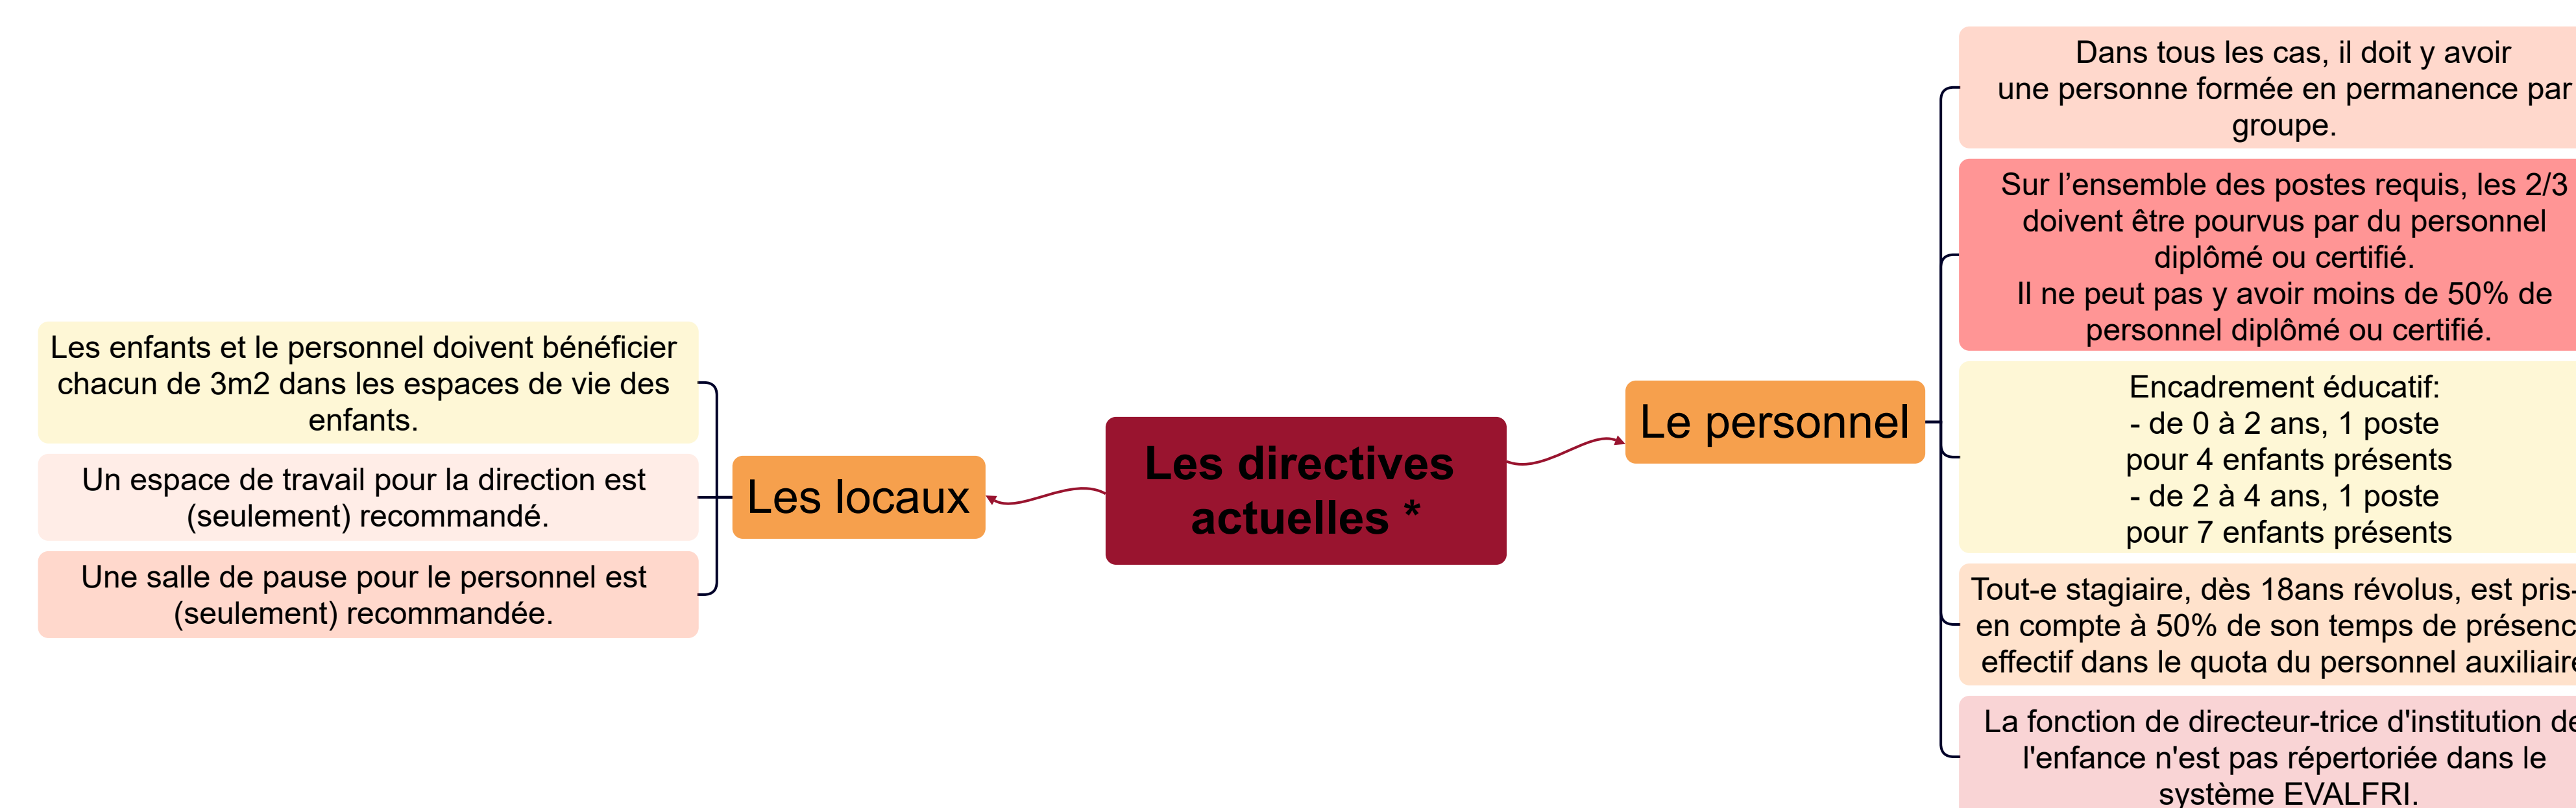 Les directives
actuelles *
Les locaux
Les enfants et le personnel doivent bénéficier
chacun de 3m2 dans les espaces de vie des
enfants.
Un espace de travail pour la direction est
(seulement) recommandé.
Une salle de pause pour le personnel est
(seulement) recommandée.
Le personnel
Dans tous les cas, il doit y avoir
une personne formée en permanence par
groupe.
Sur l’ensemble des postes requis, les 2/3
doivent être pourvus par du personnel
diplômé ou certifié.
Il ne peut pas y avoir moins de 50% de
personnel diplômé ou certifié.
Encadrement éducatif:
- de 0 à 2 ans, 1 poste
pour 4 enfants présents
- de 2 à 4 ans, 1 poste
pour 7 enfants présents
Tout-e stagiaire, dès 18ans révolus, est pris-
en compte à 50% de son temps de
effectif dans le quota du personnel
La fonction de directeur-trice d'institution
l'enfance n'est pas répertoriée dans le
système EVALFRI.